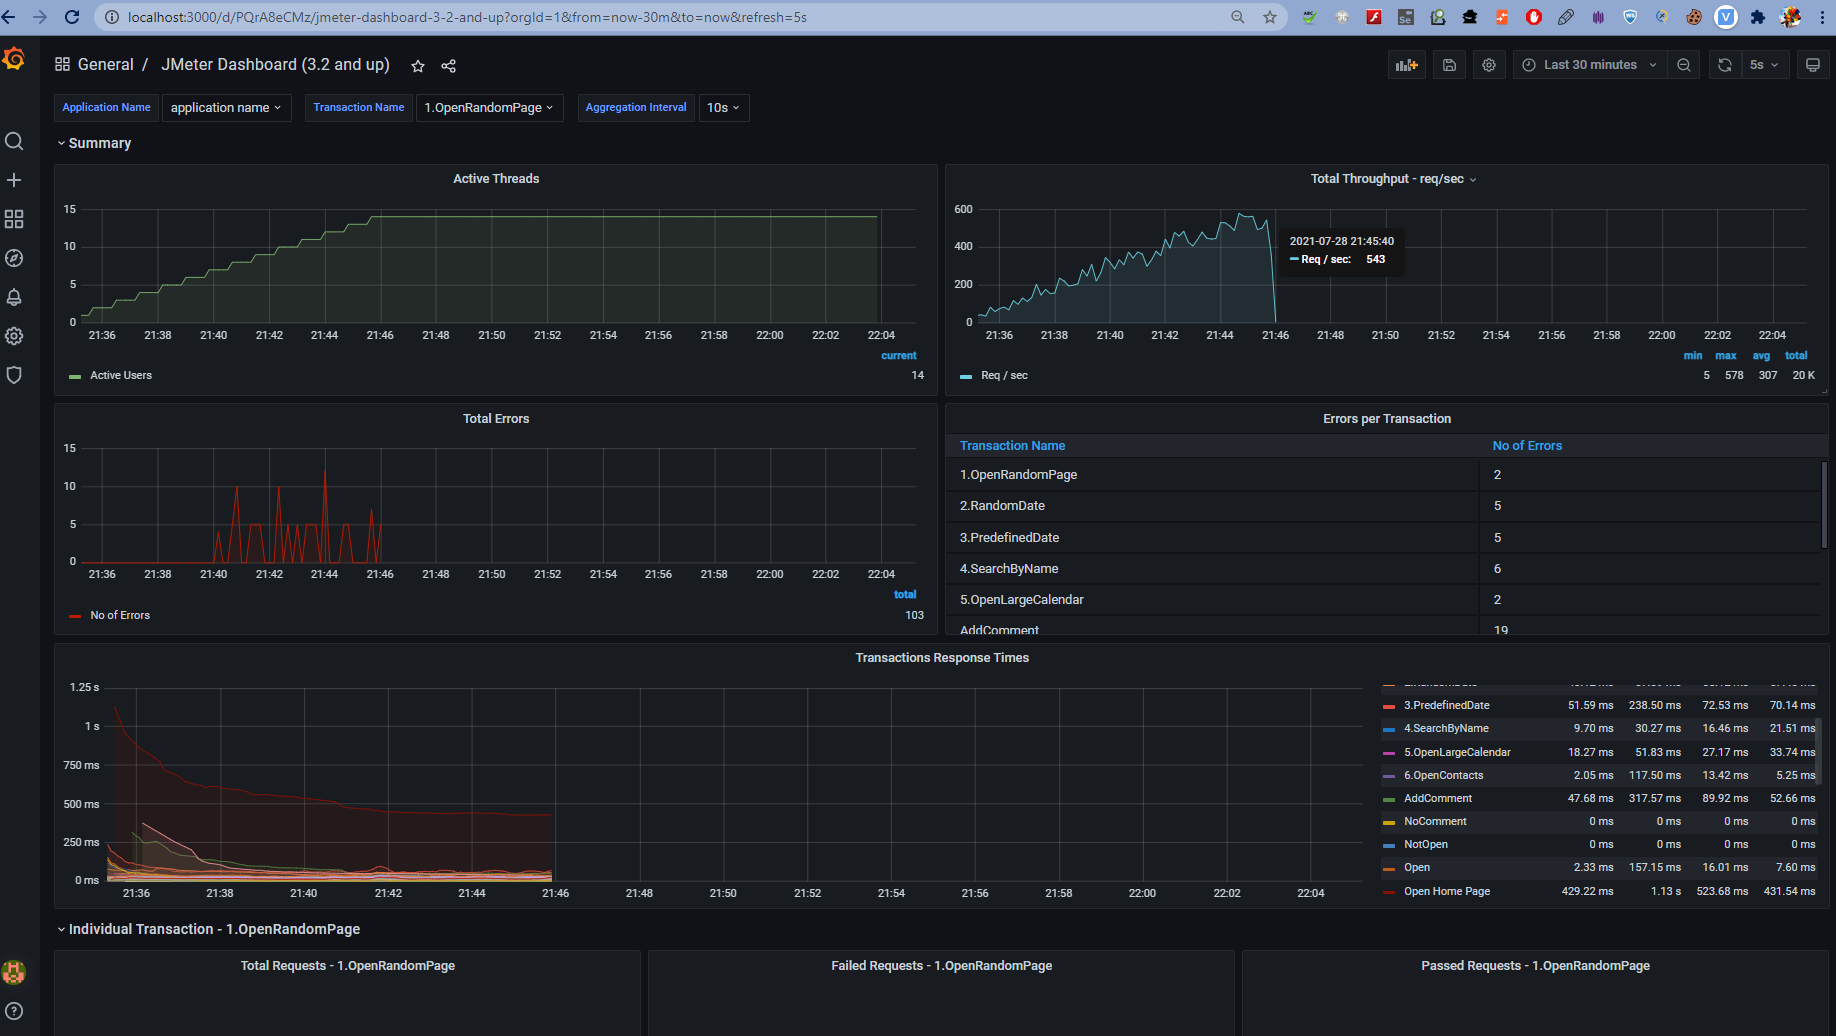 localhost:3000/d/PQrA8eCMz/jmeter-dashboard-3-2-and-up?orgId=1&from=now-30m&to=now&refresh=5s
General / JMeter Dashboard (3.2 and up)
Last 30 minutes
5s
Application Name application name Transaction Name 1.OpenRandomPage Aggregation Interval 10s
Summary
Active Threads
15
10
5
0
21:36 21:38 21:40 21:42 21:44 21:46 21:48 21:50 21:52 21:54 21:56 21:58 22:00 22:02 22:04
current
Active Users 14
Total Throughput - req/sec
600
400
200
0
2021-07-28 21:45:40
Req / sec: 543
21:36 21:38 21:40 21:42 21:44 21:46 21:48 21:50 21:52 21:54 21:56 21:58 22:00 22:02 22:04
min max avg total
Req / sec 5 578 307 20 K
Total Errors
15
10
5
0
21:36 21:38 21:40 21:42 21:44 21:46 21:48 21:50 21:52 21:54 21:56 21:58 22:00 22:02 22:04
total
No of Errors 103
Errors per Transaction
Transaction Name No of Errors
1.OpenRandomPage 2
2.RandomDate 5
3.PredefinedDate 5
4.SearchByName 6
5.OpenLargeCalendar 2
AddComment 19
Transactions Response Times
1.25 s
1 s
750 ms
500 ms
250 ms
0 ms
21:36 21:38 21:40 21:42 21:44 21:46 21:48 21:50 21:52 21:54 21:56 21:58 22:00 22:02 22:04
3.PredefinedDate 51.59 ms 238.50 ms 72.53 ms 70.14 ms
4.SearchByName 9.70 ms 30.27 ms 16.46 ms 21.51 ms
5.OpenLargeCalendar 18.27 ms 51.83 ms 27.17 ms 33.74 ms
6.OpenContacts 2.05 ms 117.50 ms 13.42 ms 5.25 ms
AddComment 47.68 ms 317.57 ms 89.92 ms 52.66 ms
NoComment 0 ms 0 ms 0 ms 0 ms
NotOpen 0 ms 0 ms 0 ms 0 ms
Open 2.33 ms 157.15 ms 16.01 ms 7.60 ms
Open Home Page 429.22 ms 1.13 s 523.68 ms 431.54 ms
Individual Transaction - 1.OpenRandomPage
Total Requests - 1.OpenRandomPage
Failed Requests - 1.OpenRandomPage
Passed Requests - 1.OpenRandomPage